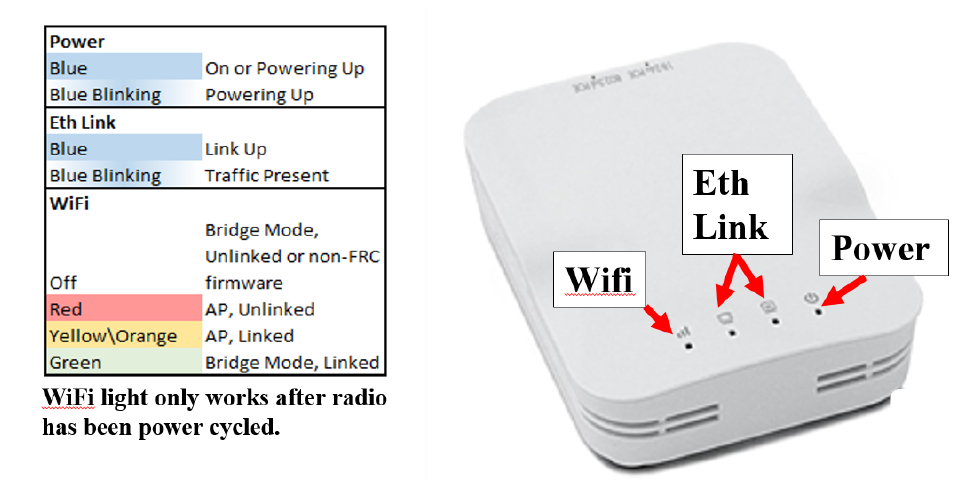 Power
Blue On or Powering Up
Blue Blinking Powering Up
Eth Link
Blue Link Up
Blue Blinking Traffic Present
WiFi
Bridge Mode,
Unlinked or non-FRC
Off firmware
Red AP, Unlinked
Yellow\Orange AP, Linked
Green Bridge Mode, Linked
WiFi light only works after radio
has been power cycled.
Eth
Link
Wifi
Power